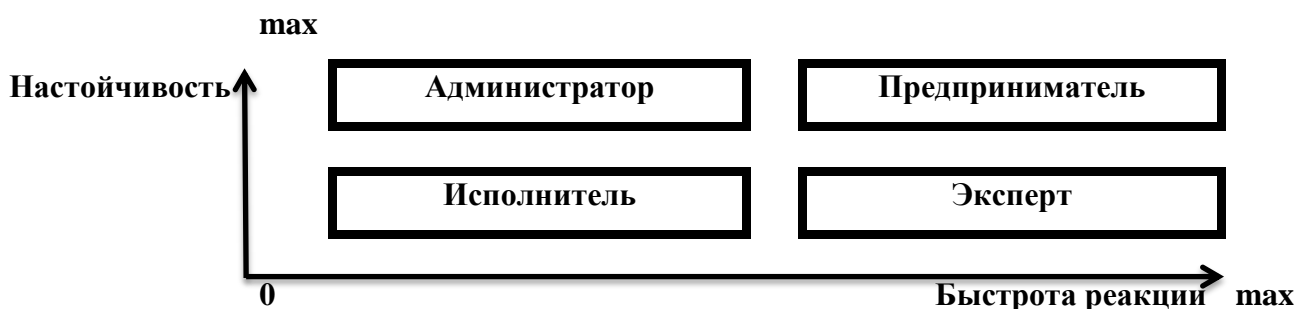 max
Настойчивость Администратор Предприниматель
Исполнитель Эксперт
0 Быстрота реакции max